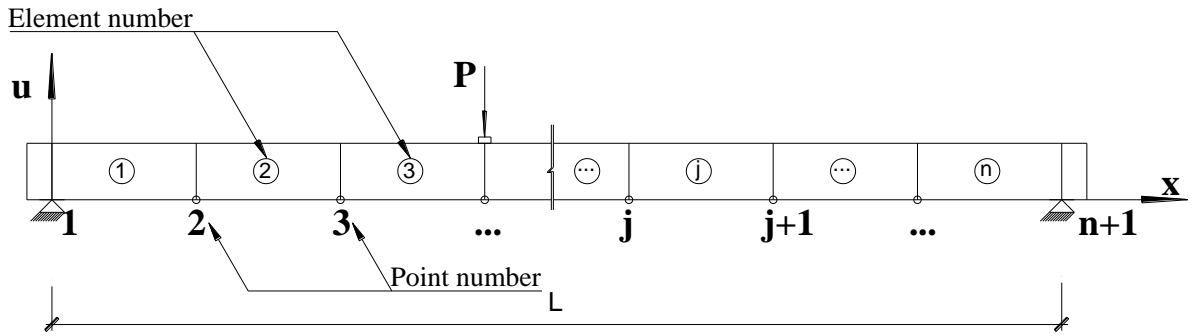 Element number
u
P
1 2 3 ... j ... n
x
1 2 3 ... j j+1 ... n+1
Point number
L